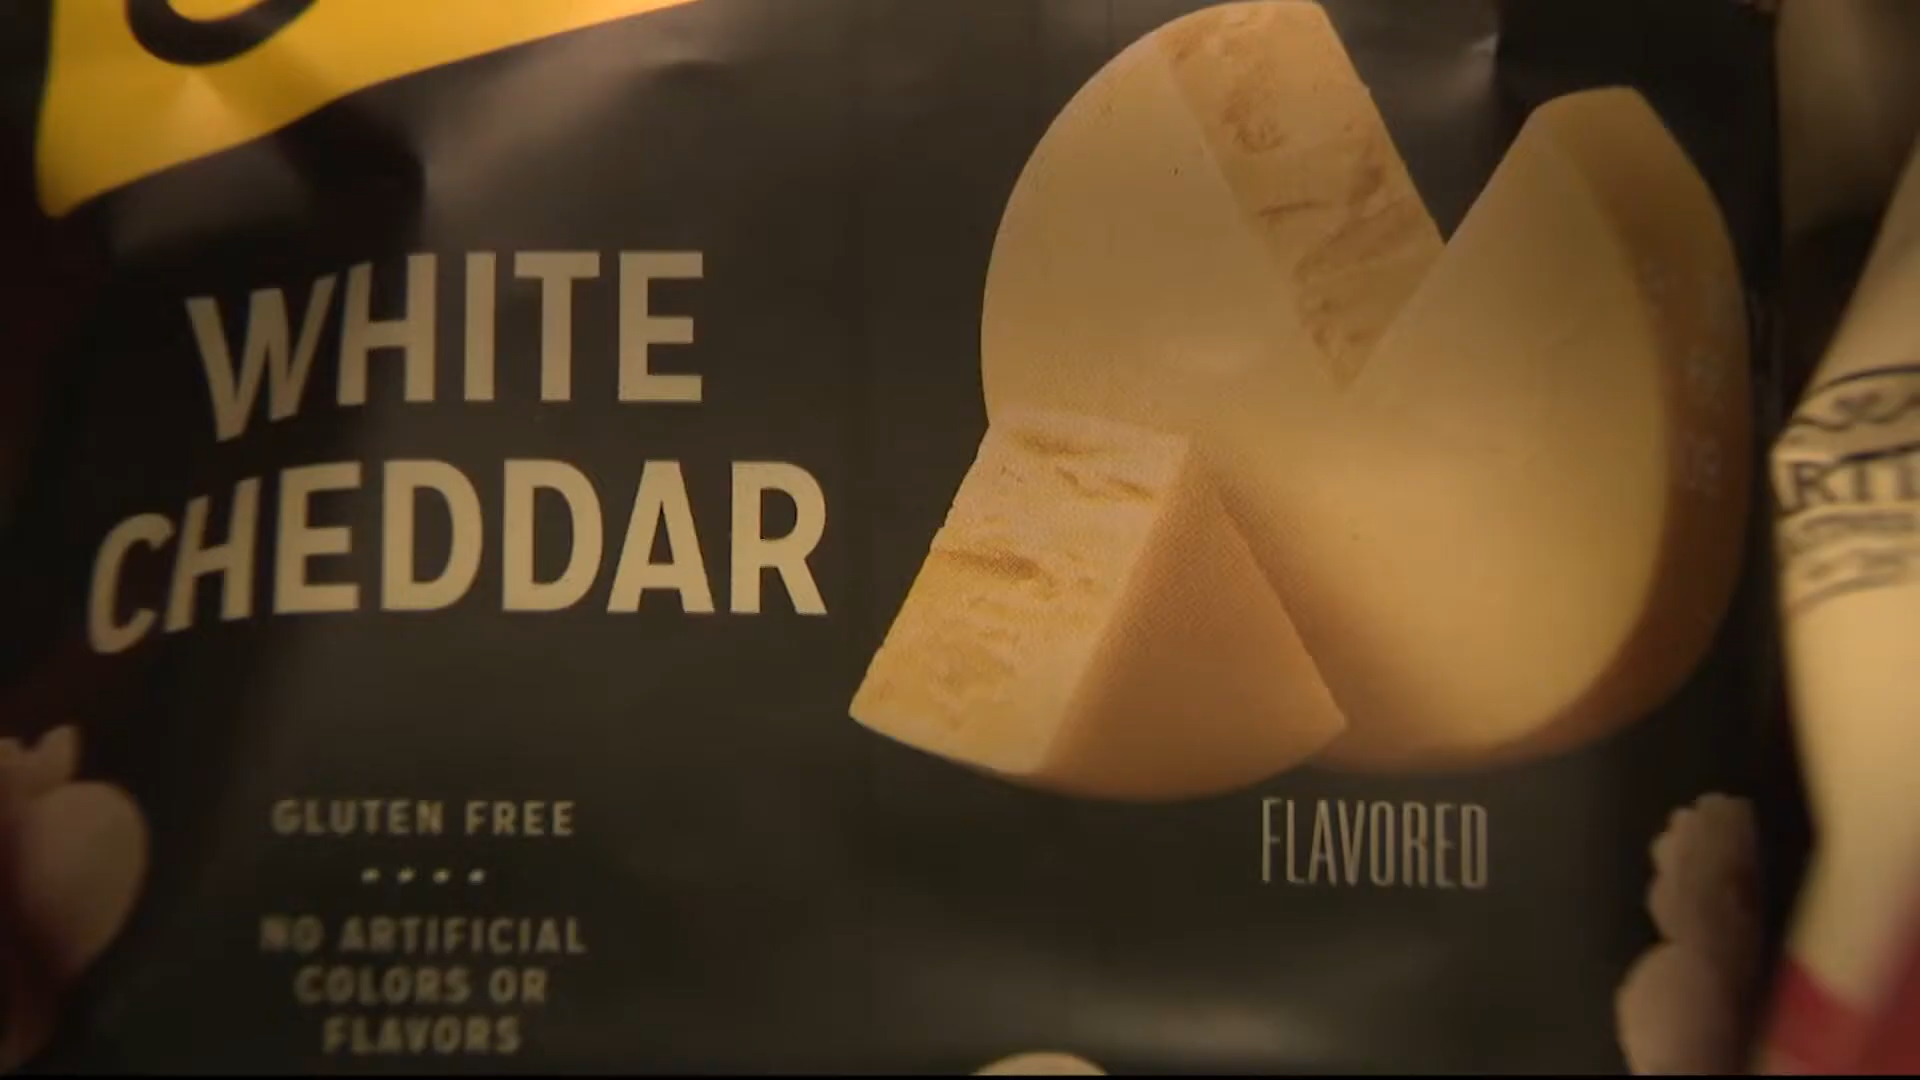 WHITE
CHEDDAR
GLUTEN FREE
NO ARTIFICIAL
COLORS OR
FLAVORS
FLAVORED